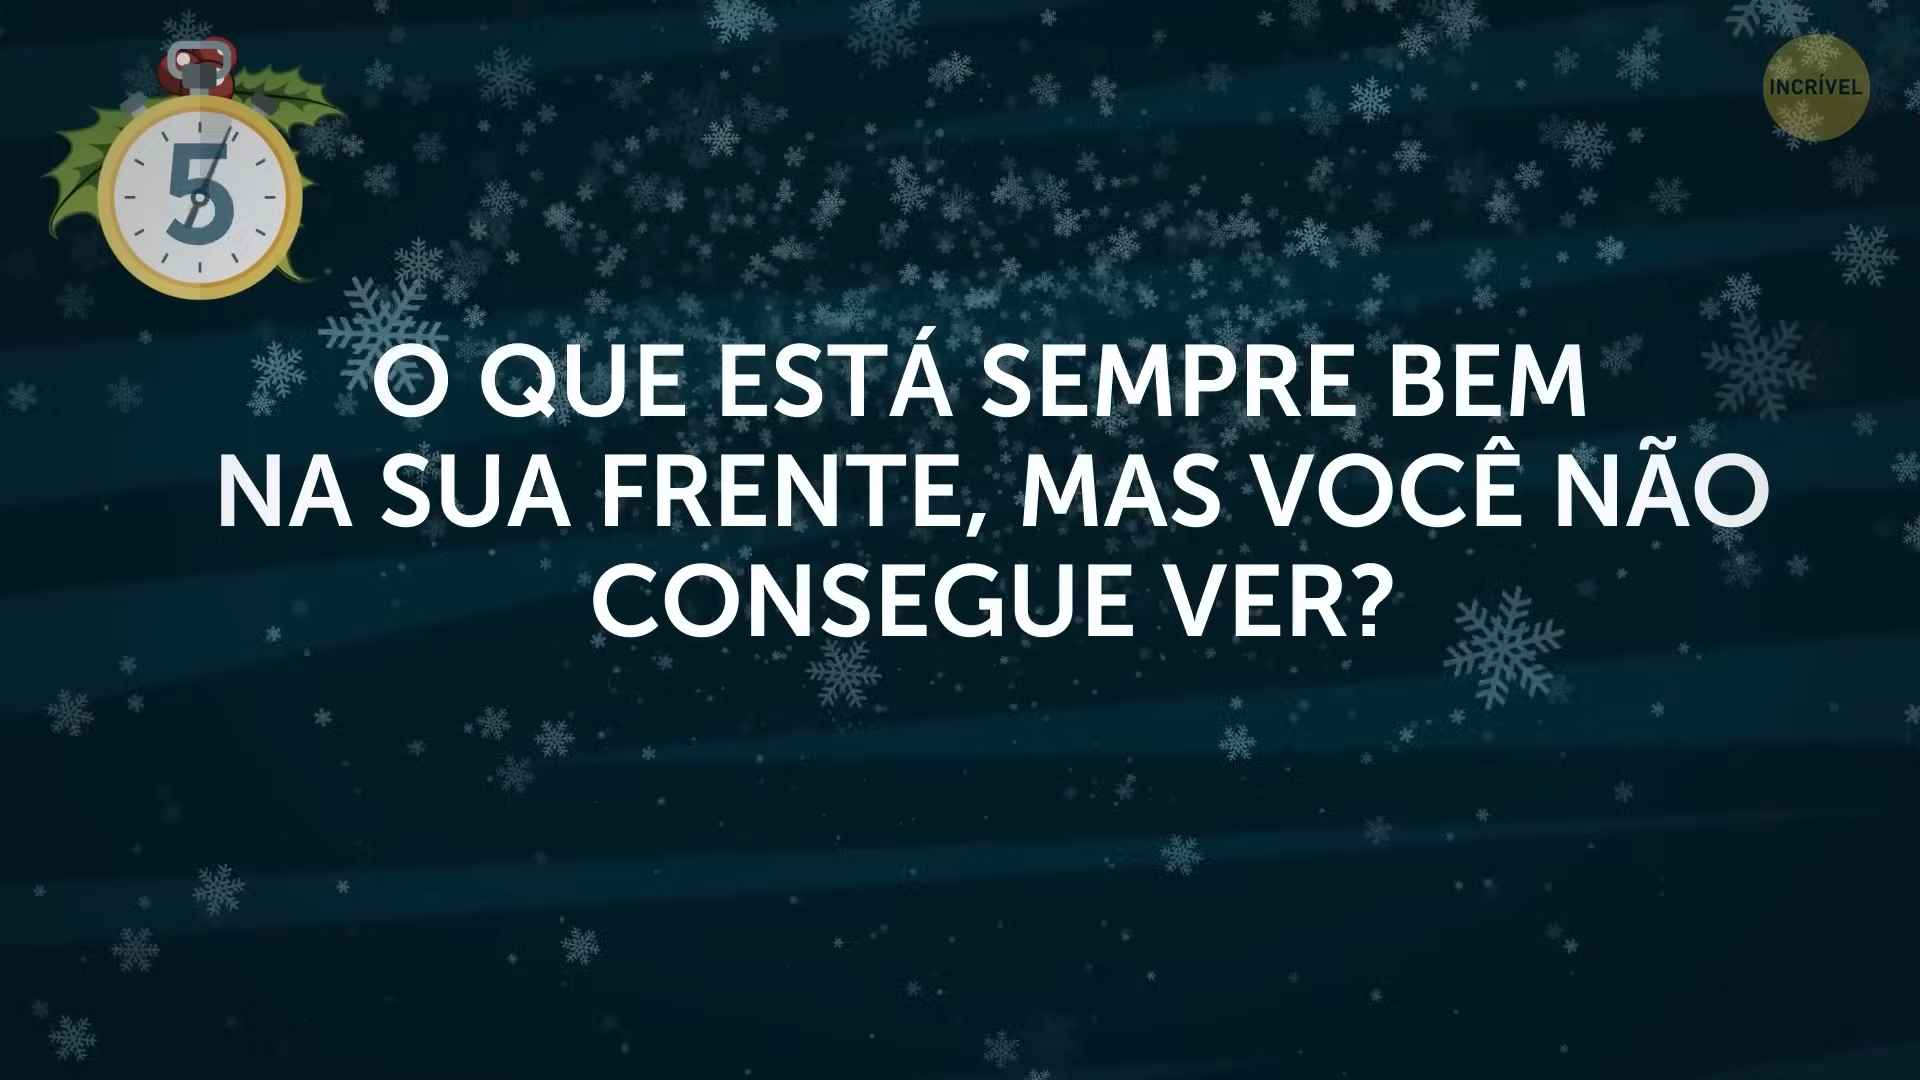 5
INCRÍVEL
O QUE ESTÁ SEMPRE BEM
NA SUA FRENTE, MAS VOCÊ NÃO
CONSEGUE VER?